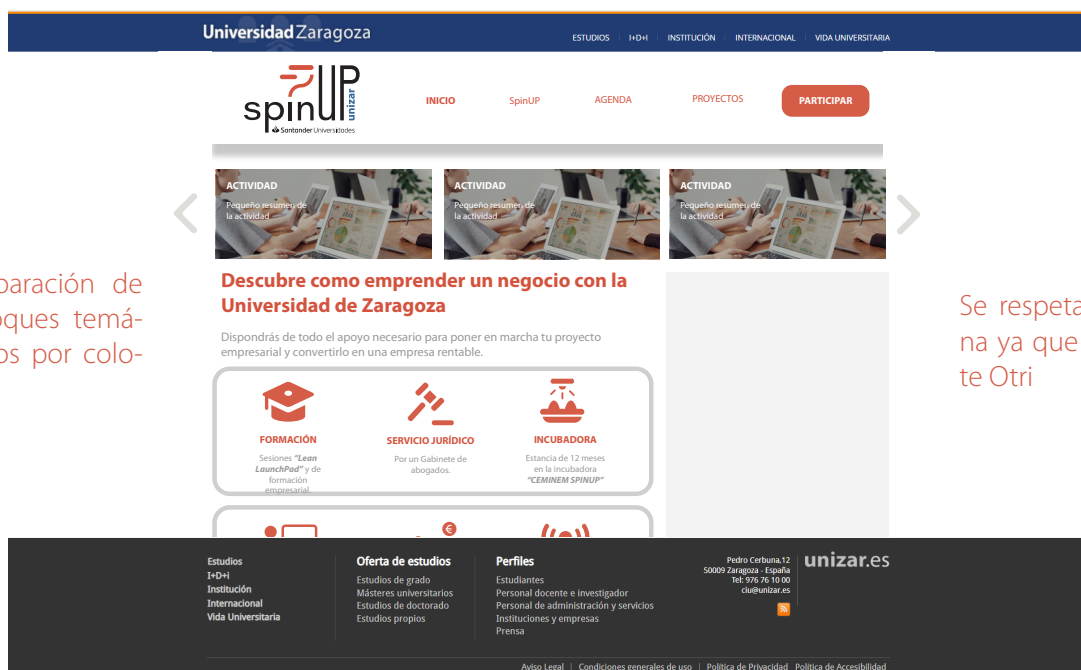 Universidad Zaragoza
ESTUDIOS I+D+I INSTITUCIÓN INTERNACIONAL VIDA UNIVERSITARIA
spinUP unizar
Santander Universidades
INICIO SpinUP AGENDA PROYECTOS PARTICIPAR
ACTIVIDAD
Pequeño resumen de
la actividad
ACTIVIDAD
Pequeño resumen de
la actividad
ACTIVIDAD
Pequeño resumen de
la actividad
paración de
oques temá-
os por colo-
Descubre como emprender un negocio con la
Universidad de Zaragoza
Dispondrás de todo el apoyo necesario para poner en marcha tu proyecto
empresarial y convertirlo en una empresa rentable.
Se respeta
na ya que
te Otri
FORMACIÓN
Sesiones "Lean
LaunchPad" y de
formación
empresarial.
SERVICIO JURÍDICO
Por un Gabinete de
abogados.
INCUBADORA
Estancia de 12 meses
en la incubadora
"CEMINEM SPINUP"
€
Estudios
I+D+i
Institución
Internacional
Vida Universitaria
Oferta de estudios
Estudios de grado
Másteres universitarios
Estudios de doctorado
Estudios propios
Perfiles
Estudiantes
Personal docente e investigador
Personal de administración y servicios
Instituciones y empresas
Prensa
Pedro Cerbuna,12
50009 Zaragoza - España
Tel: 976 76 10 00
ciu@unizar.es
unizar.es
Aviso Legal | Condiciones generales de uso | Política de Privacidad Política de Accesibilidad